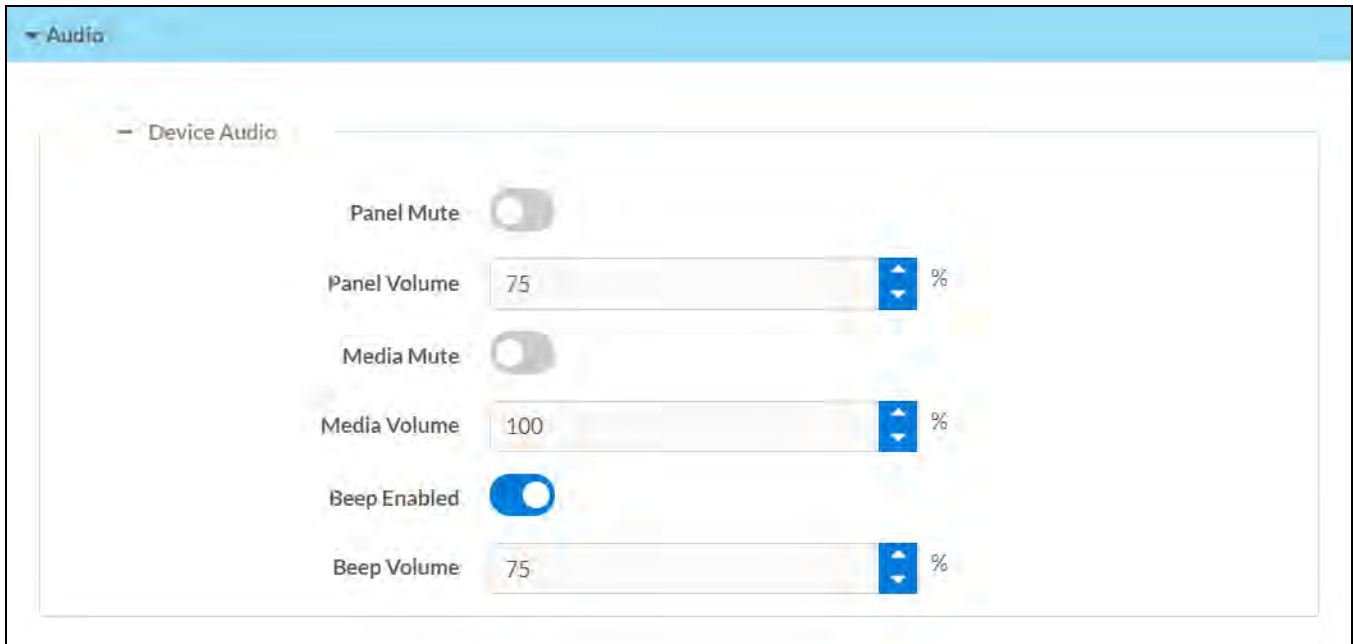 Audio
Device Audio
Panel Mute
Panel Volume 75 %
Media Mute
Media Volume 100 %
Beep Enabled
Beep Volume 75 %